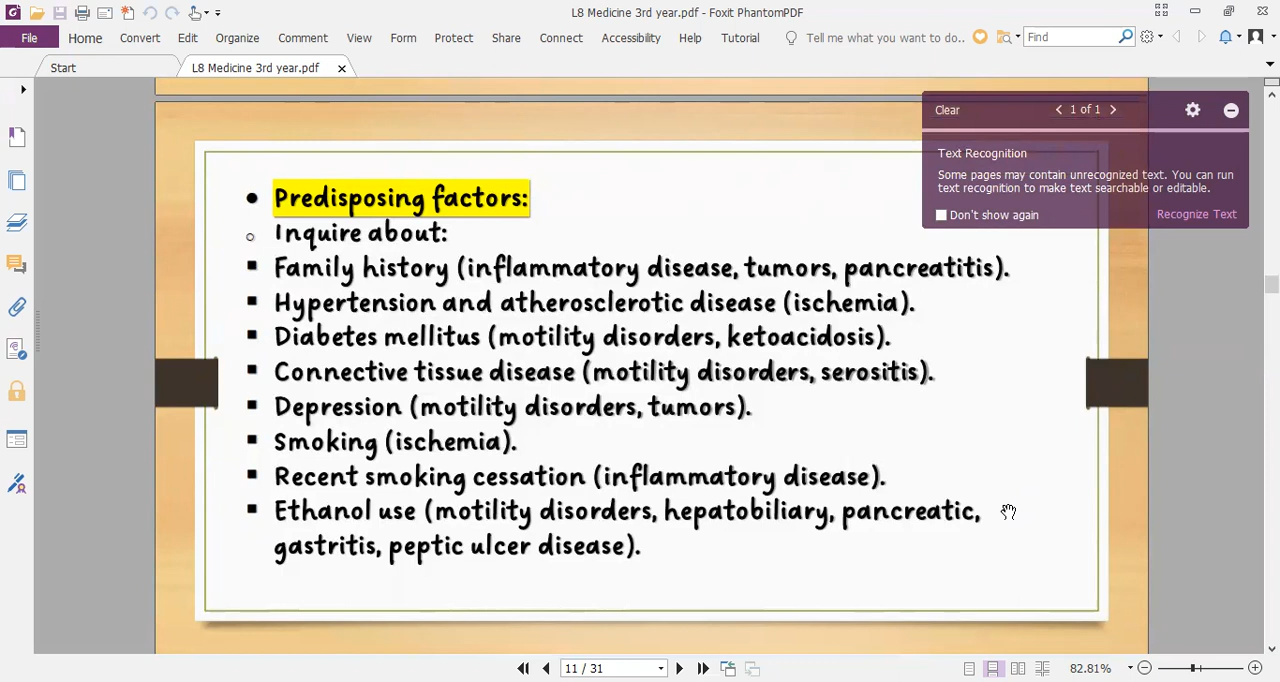 L8 Medicine 3rd year.pdf - Foxit PhantomPDF
File Home Convert Edit Organize Comment View Form Protect Share Connect Accessibility Help Tutorial Tell me what you want to do.. Find
Start L8 Medicine 3rd year.pdf
Clear 1 of 1
Text Recognition
Some pages may contain unrecognized text. You can run
text recognition to make text searchable or editable.
Don't show again Recognize Text
• Predisposing factors:
○ Inquire about:
▪ Family history (inflammatory disease, tumors, pancreatitis).
▪ Hypertension and atherosclerotic disease (ischemia).
▪ Diabetes mellitus (motility disorders, ketoacidosis).
▪ Connective tissue disease (motility disorders, serositis).
▪ Depression (motility disorders, tumors).
▪ Smoking (ischemia).
▪ Recent smoking cessation (inflammatory disease).
▪ Ethanol use (motility disorders, hepatobiliary, pancreatic,
gastritis, peptic ulcer disease).
11 / 31 82.81%